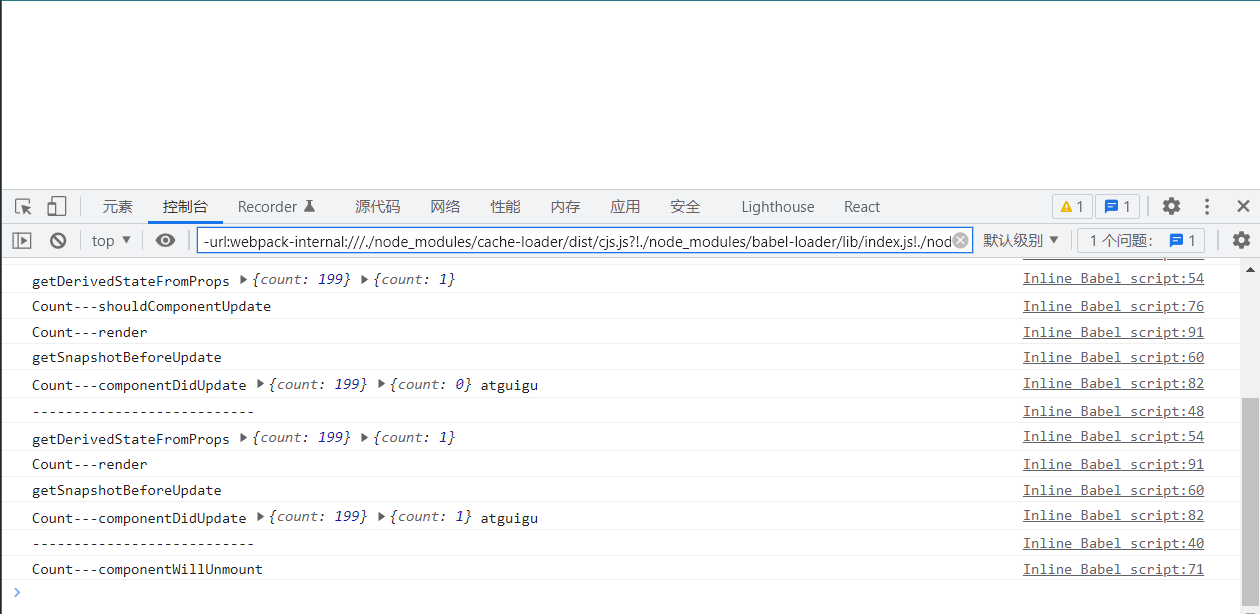 元素 控制台 Recorder 源代码 网络 性能 内存 应用 安全 Lighthouse React 1 1
top -url:webpack-internal:///./node_modules/cache-loader/dist/cjs.js?!./node_modules/babel-loader/lib/index.js!./nod 默认级别 1 个问题: 1
getDerivedStateFromProps {count: 199} {count: 1} Inline Babel script:54
Count---shouldComponentUpdate Inline Babel script:76
Count---render Inline Babel script:91
getSnapshotBeforeUpdate Inline Babel script:60
Count---componentDidUpdate {count: 199} {count: 0} atguigu Inline Babel script:82
--------------------------- Inline Babel script:48
getDerivedStateFromProps {count: 199} {count: 1} Inline Babel script:54
Count---render Inline Babel script:91
getSnapshotBeforeUpdate Inline Babel script:60
Count---componentDidUpdate {count: 199} {count: 1} atguigu Inline Babel script:82
--------------------------- Inline Babel script:40
Count---componentWillUnmount Inline Babel script:71